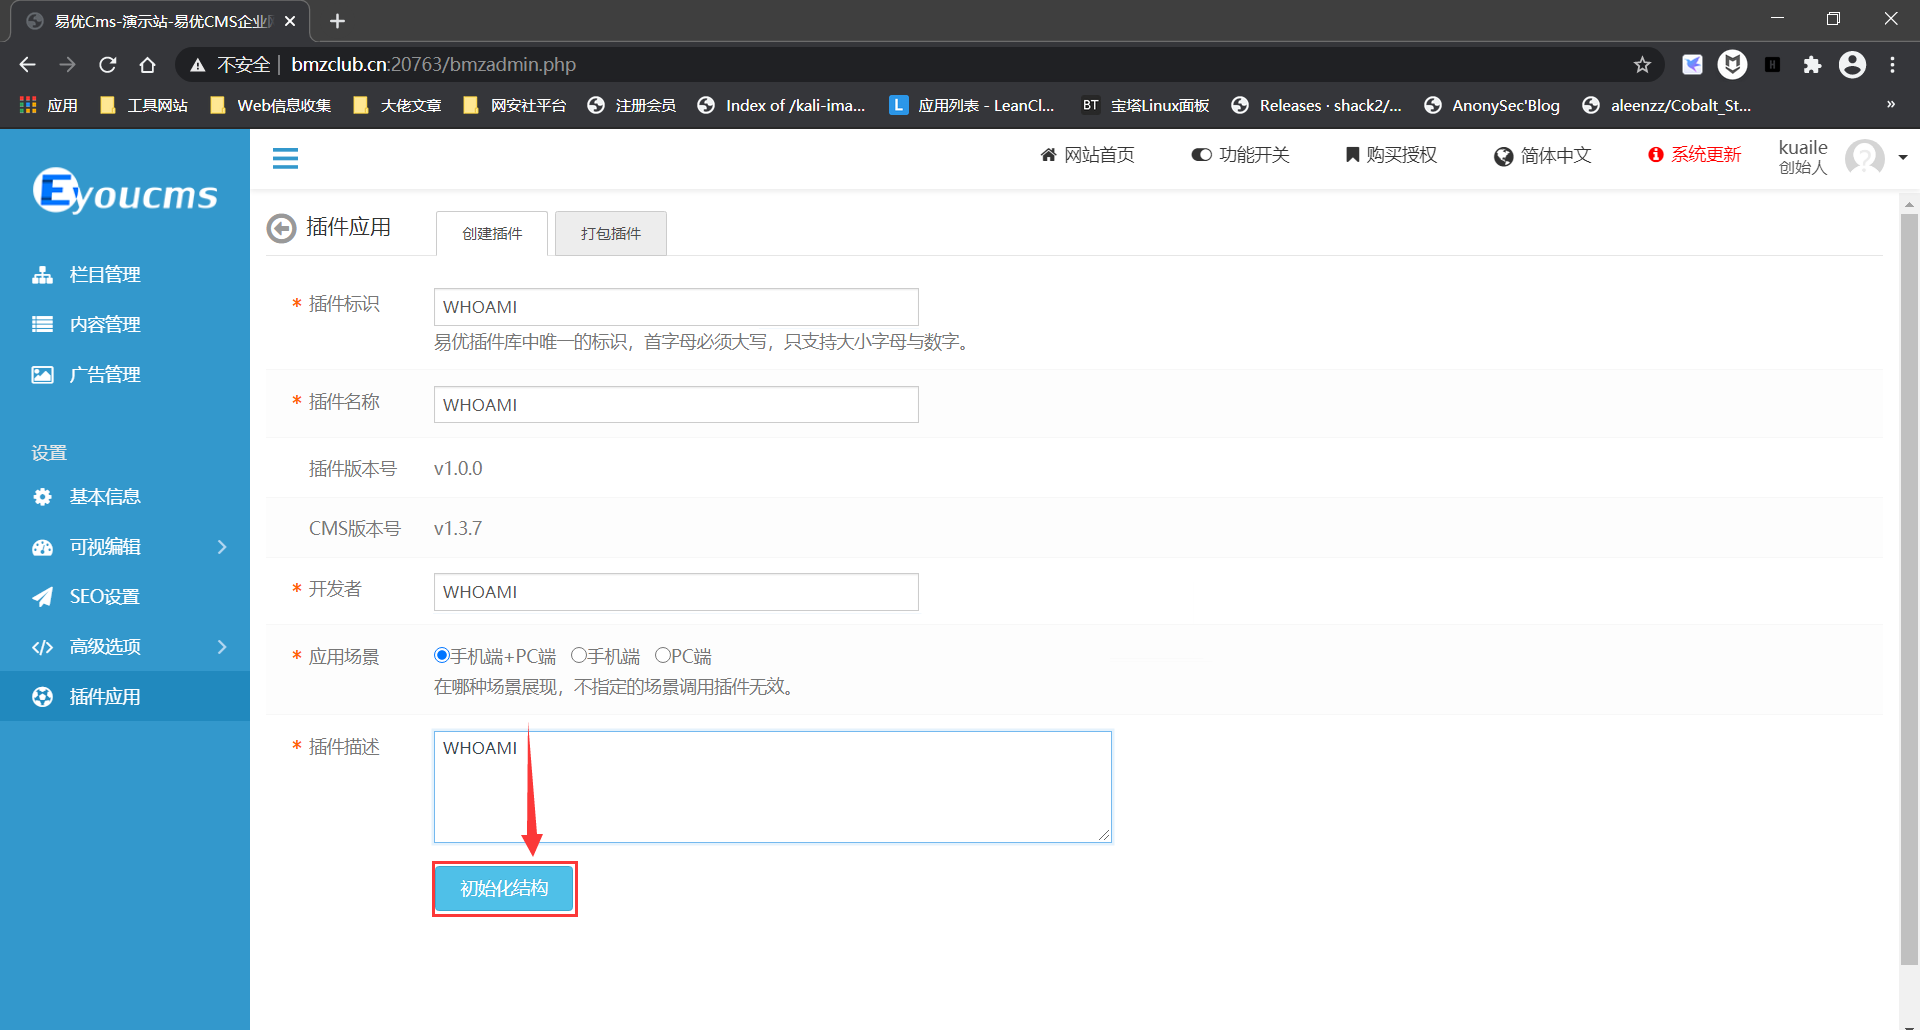 易优Cms-演示站-易优CMS企业
不安全 | bmzclub.cn:20763/bmzadmin.php
应用 工具网站 Web信息收集 大佬文章 网安社平台 注册会员 Index of /kali-ima... L 应用列表 - LeanCl... BT 宝塔Linux面板 Releases · shack2/... AnonySec'Blog aleenzz/Cobalt_St... »
Eyoucms
网站首页 功能开关 购买授权 简体中文 系统更新 kuaile
创始人
栏目管理
内容管理
广告管理
设置
基本信息
可视编辑
SEO设置
高级选项
插件应用
插件应用 创建插件 打包插件
* 插件标识 WHOAMI
易优插件库中唯一的标识，首字母必须大写，只支持大小字母与数字。
* 插件名称 WHOAMI
插件版本号 v1.0.0
CMS版本号 v1.3.7
* 开发者 WHOAMI
* 应用场景 手机端+PC端 手机端 PC端
在哪种场景展现，不指定的场景调用插件无效。
* 插件描述 WHOAMI
初始化结构